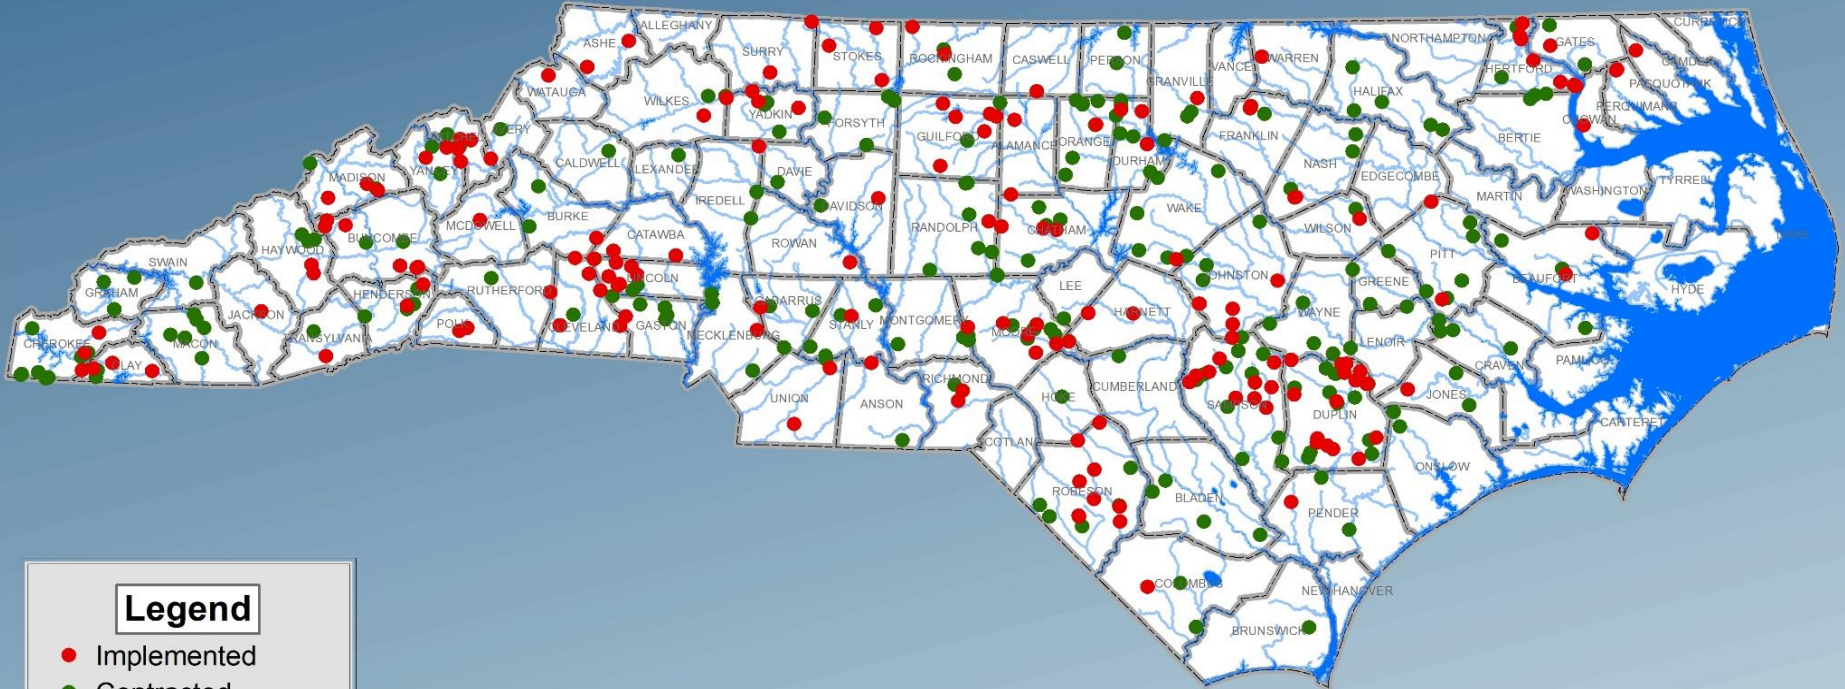 ALLEGHANY
CURRITUCK
ASHE
SURRY
STOKES
ROCKINGHAM
CASWELL
PERSON
GRANVILLE
VANCE
WARREN
NORTHAMPTON
GATES
HERTFORD
CAMDEN
PASQUOTANK
WATAUGA
WILKES
YADKIN
FORSYTH
GUILFORD
ALAMANCE
ORANGE
DURHAM
FRANKLIN
HALIFAX
BERTIE
PERQUIMANS
CHOWAN
AVERY
MADISON
YANCEY
CALDWELL
ALEXANDER
DAVIE
IREDELL
NASH
EDGECOMBE
MARTIN
WASHINGTON
TYRRELL
DARE
BURKE
MCDOWELL
BUNCOMBE
HAYWOOD
CATAWBA
ROWAN
DAVIDSON
RANDOLPH
CHATHAM
WAKE
WILSON
PITT
BEAUFORT
HYDE
SWAIN
GRAHAM
JACKSON
HENDERSON
RUTHERFORD
LINCOLN
CABARRUS
STANLY
MONTGOMERY
LEE
HARNETT
JOHNSTON
GREENE
WAYNE
CHEROKEE
CLAY
MACON
TRANSYLVANIA
POLK
CLEVELAND
GASTON
MECKLENBURG
MOORE
LENOIR
CRAVEN
PAMLICO
UNION
ANSON
RICHMOND
HOKE
CUMBERLAND
SAMPSON
DUPLIN
JONES
CARTERET
SCOTLAND
ROBESON
BLADEN
PENDER
ONSLOW
COLUMBUS
NEW HANOVER
BRUNSWICK
Legend
Implemented
Contracted